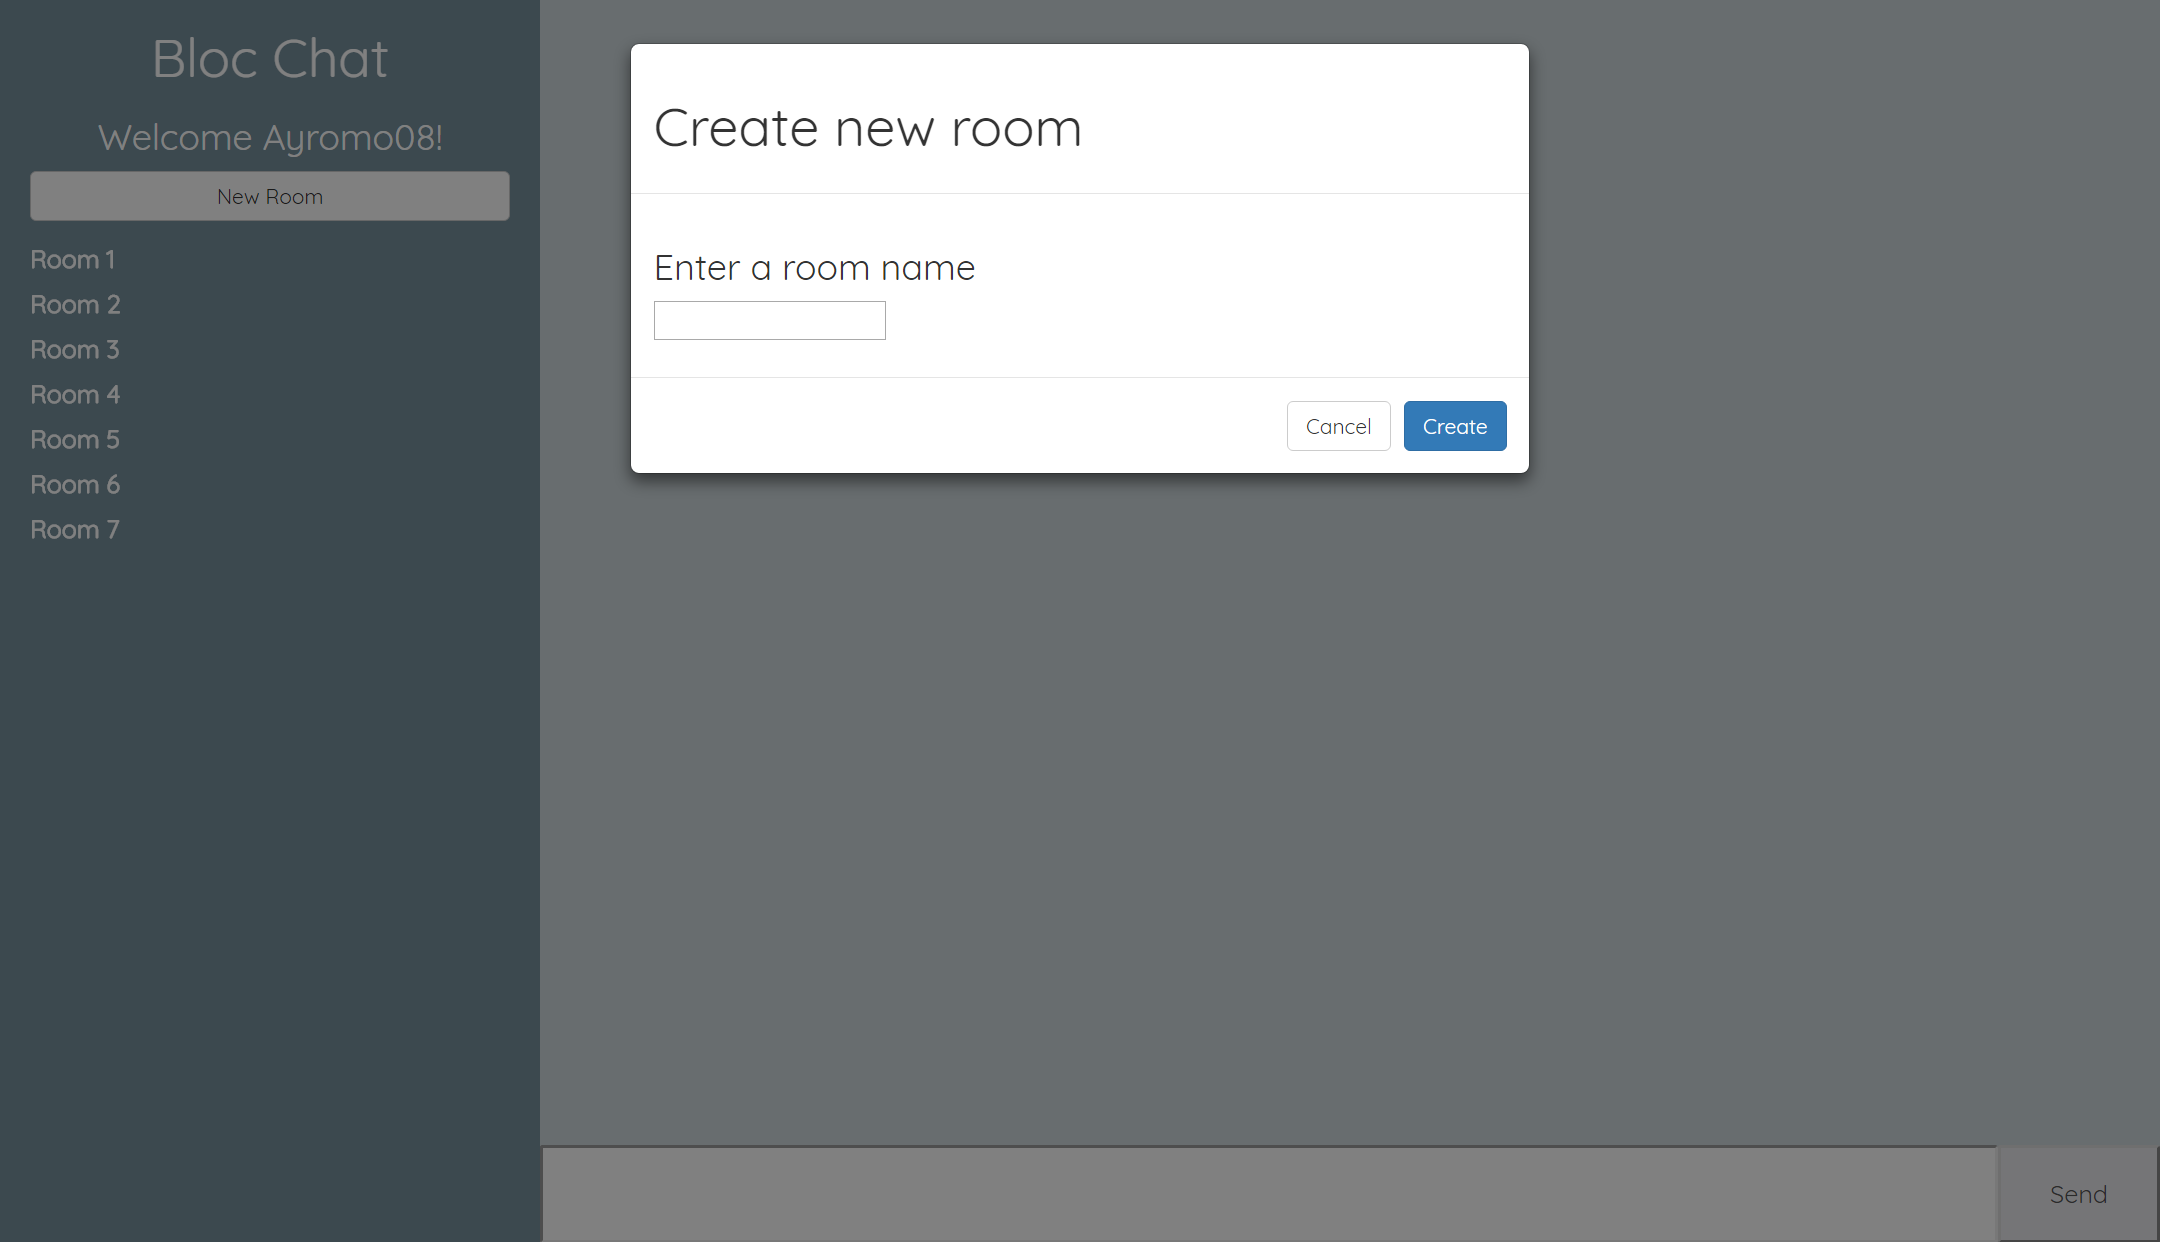 Bloc Chat
Welcome Ayromo08!
New Room
Room 1
Room 2
Room 3
Room 4
Room 5
Room 6
Room 7
Create new room
Enter a room name
Cancel
Create
Send